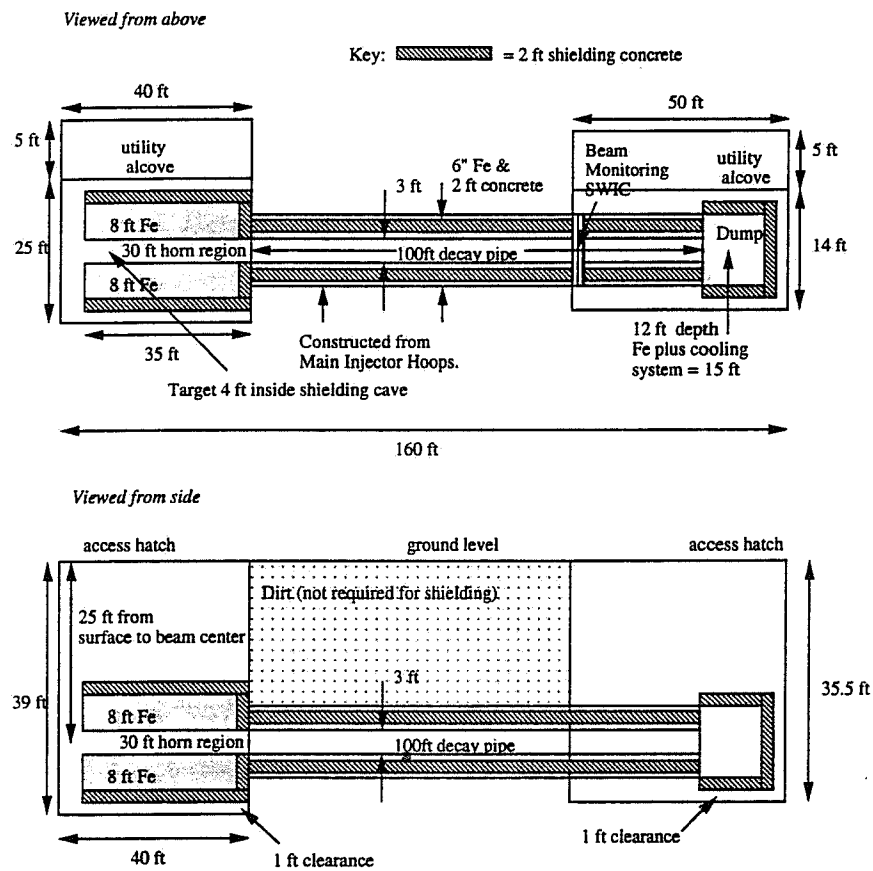 Viewed from above
Key: = 2 ft shielding concrete
40 ft
50 ft
5 ft
utility
alcove
6" Fe &
2 ft concrete
3 ft
Beam
Monitoring
SWIC
utility
alcove
5 ft
25 ft
8 ft Fe
30 ft horn region
100ft decay pipe
8 ft Fe
Dump
14 ft
35 ft
Constructed from
Main Injector Hoops.
12 ft depth
Fe plus cooling
system = 15 ft
Target 4 ft inside shielding cave
160 ft
Viewed from side
access hatch
ground level
access hatch
Dirt (not required for shielding)
25 ft from
surface to beam center
39 ft
3 ft
35.5 ft
8 ft Fe
30 ft horn region
100ft decay pipe
8 ft Fe
40 ft
1 ft clearance
1 ft clearance